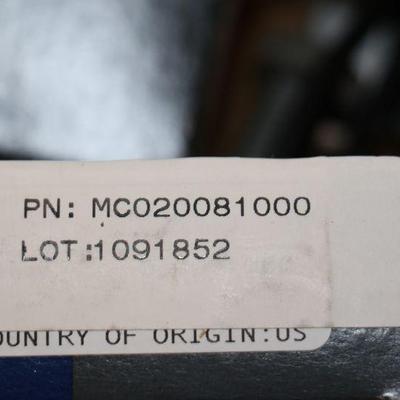 PN: MC020081000
LOT:1091852
OUNTRY OF ORIGIN:US